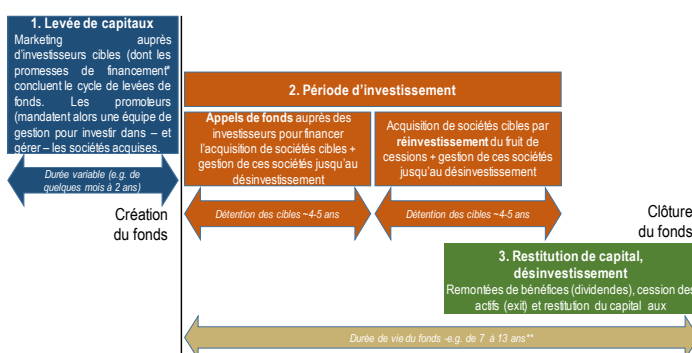 1. Levée de capitaux
Marketing auprès
d'investisseurs cibles (dont les
promesses de financement*
concluent le cycle de levées de
fonds. Les promoteurs
(mandatent alors une équipe de
gestion pour investir dans – et
gérer – les sociétés acquises.
Durée variable (e.g. de
quelques mois à 2 ans)
Création
du fonds
2. Période d'investissement
Appels de fonds auprès des
investisseurs pour financer
l'acquisition de sociétés cibles +
gestion de ces sociétés jusqu'au
désinvestissement
Acquisition de sociétés cibles par
réinvestissement du fruit de
cessions + gestion de ces sociétés
jusqu'au désinvestissement
Détention des cibles ~4-5 ans
Détention des cibles ~4-5 ans
Clôture
du fonds
3. Restitution de capital,
désinvestissement
Remontées de bénéfices (dividendes), cession des
actifs (exit) et restitution du capital aux
Durée de vie du fonds -e.g. de 7 à 13 ans**